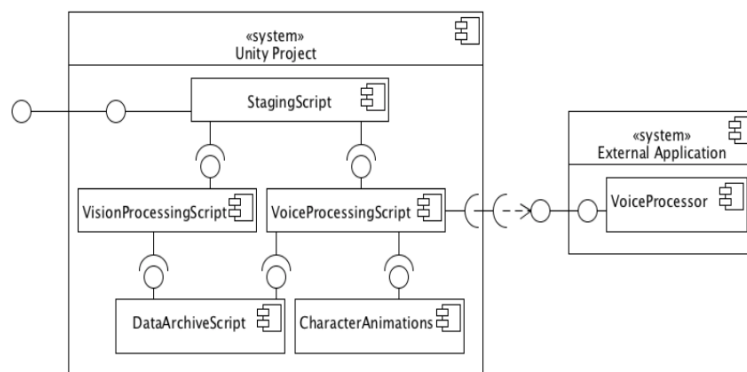 «system»
Unity Project
StagingScript
«system»
External Application
VisionProcessingScript
VoiceProcessingScript
VoiceProcessor
DataArchiveScript
CharacterAnimations